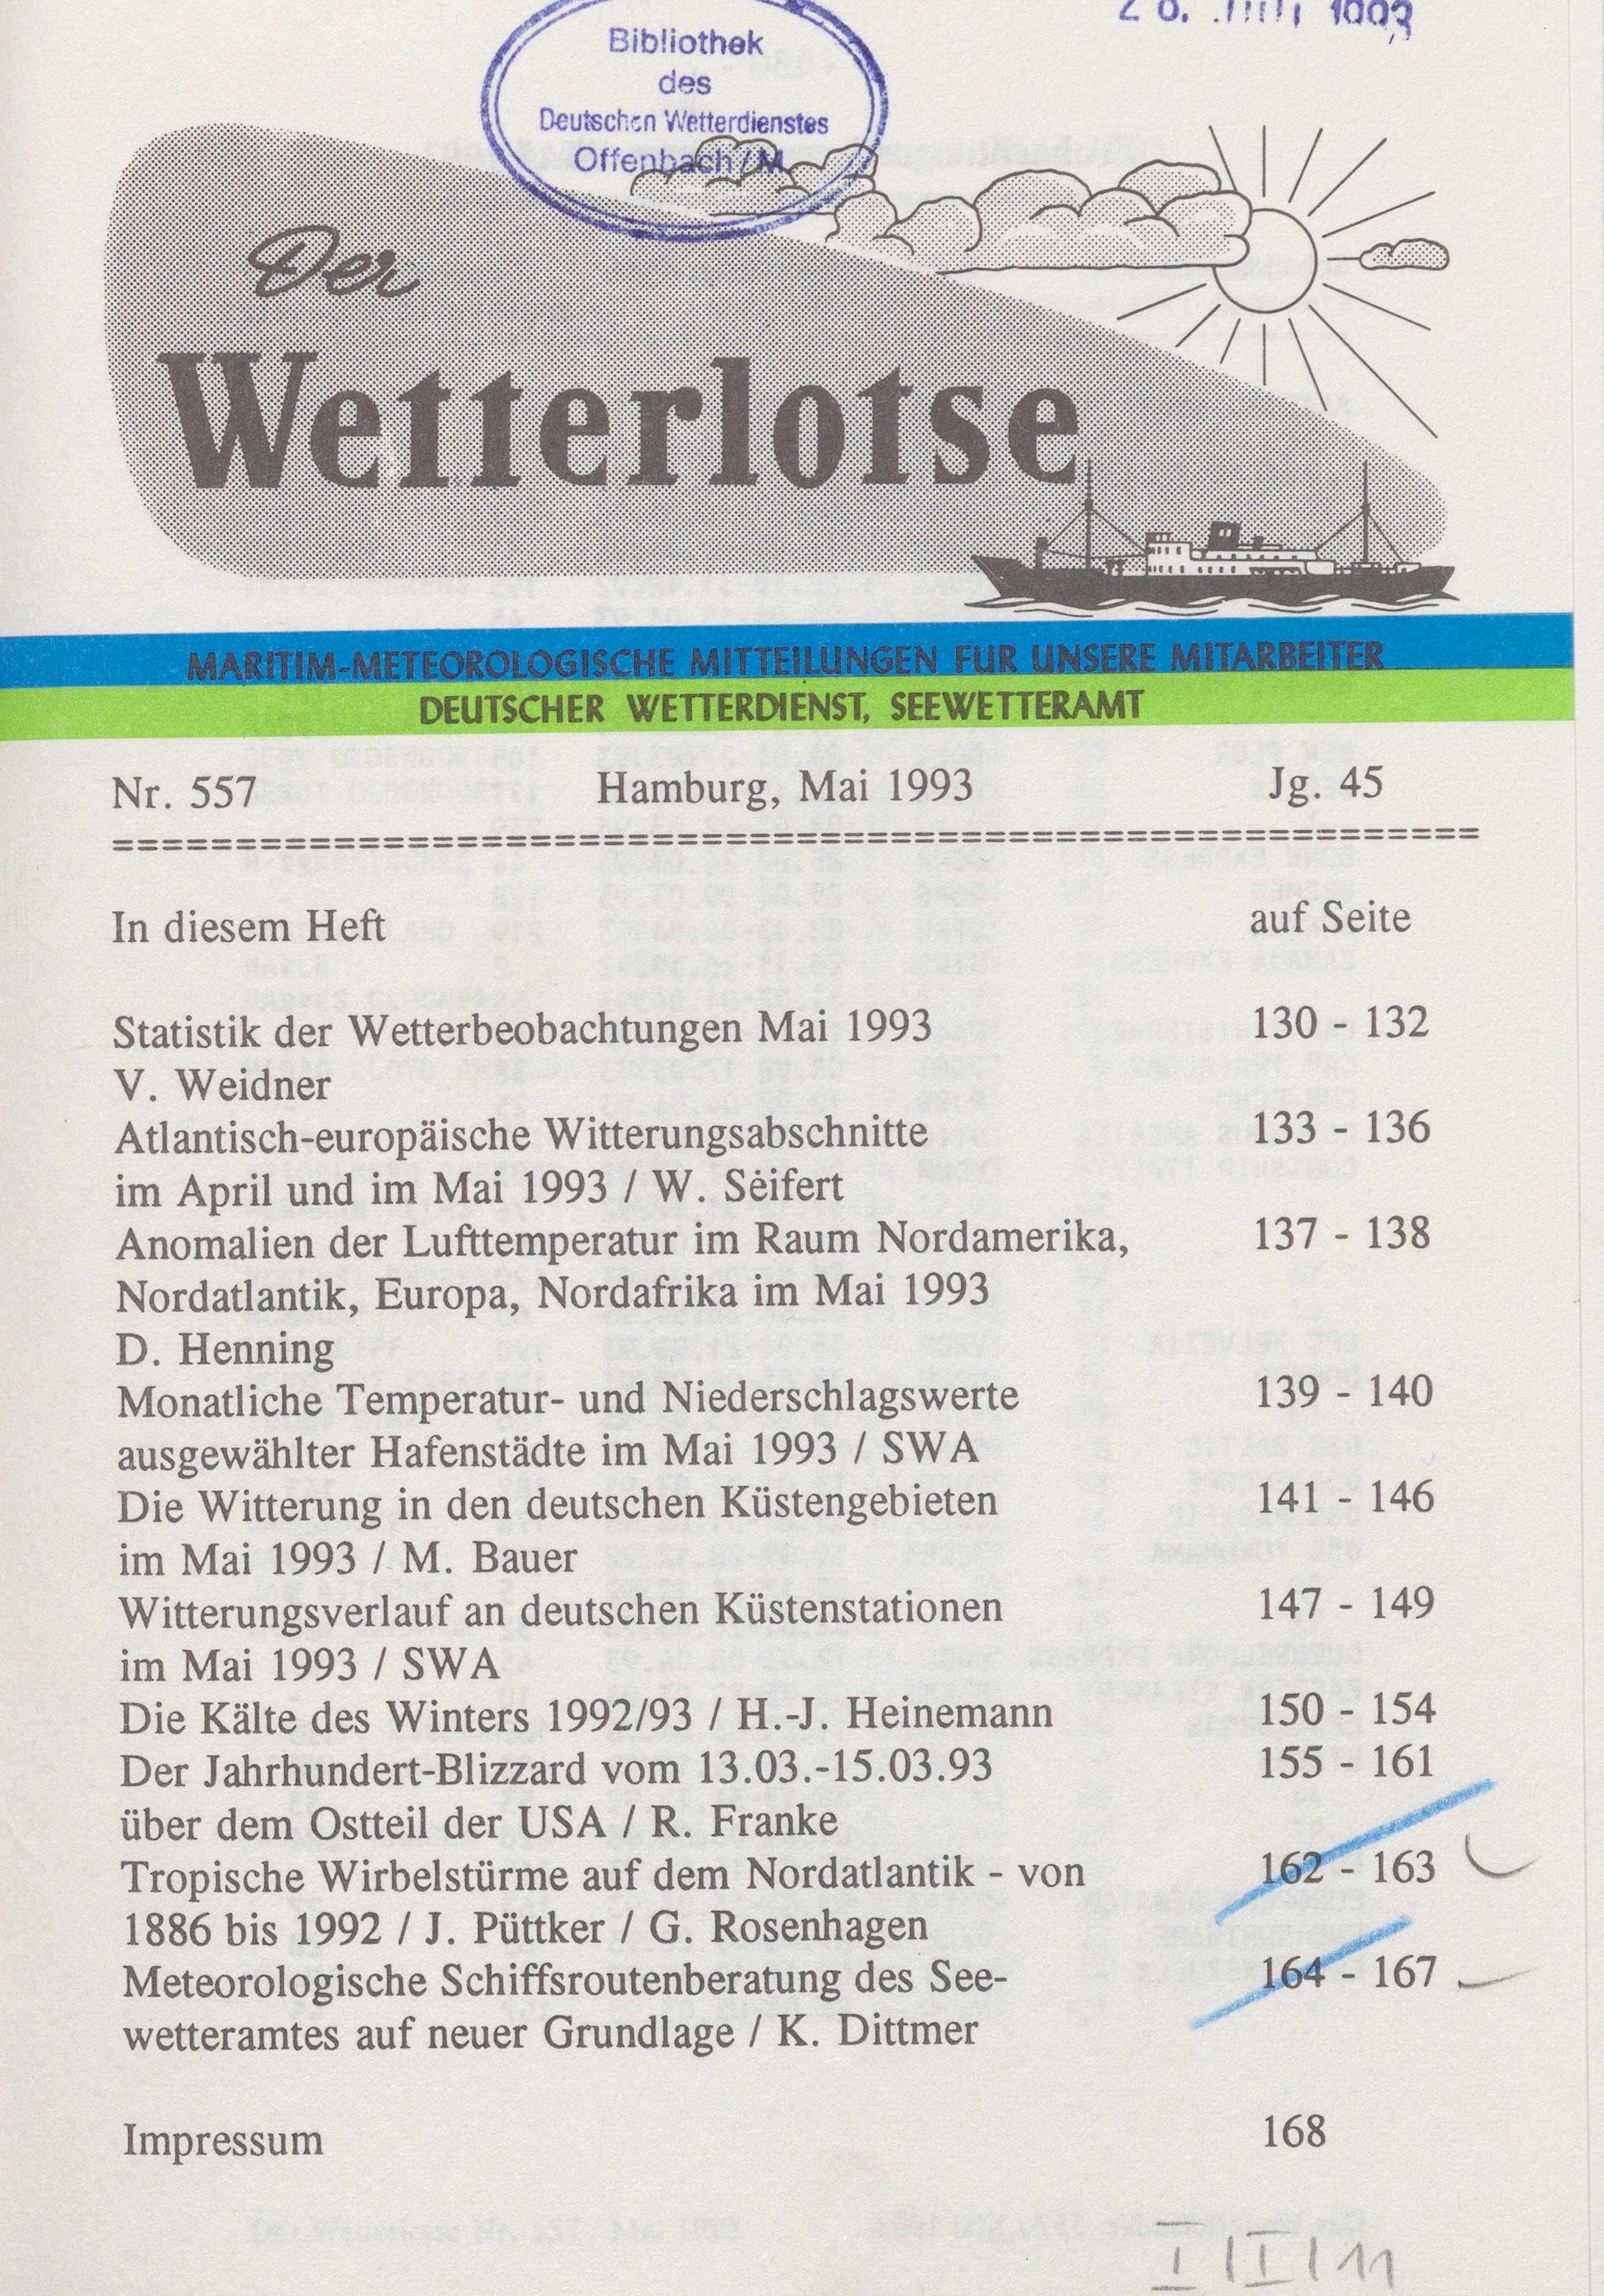 Bibliothek
des
Deutschen Wetterdienstes
Offenbach/M.
1993
Der
Wetterlotse
MARITIM-METEOROLOGISCHE MITTEILUNGEN FÜR UNSERE MITARBEITER
DEUTSCHER WETTERDIENST, SEEWETTERAMT
Nr. 557 Hamburg, Mai 1993 Jg. 45
In diesem Heft auf Seite
Statistik der Wetterbeobachtungen Mai 1993 130 - 132
V. Weidner
Atlantisch-europäische Witterungsabschnitte 133 - 136
im April und im Mai 1993 / W. Seifert
Anomalien der Lufttemperatur im Raum Nordamerika, 137 - 138
Nordatlantik, Europa, Nordafrika im Mai 1993
D. Henning
Monatliche Temperatur- und Niederschlagswerte 139 - 140
ausgewählter Hafenstädte im Mai 1993 / SWA
Die Witterung in den deutschen Küstengebieten 141 - 146
im Mai 1993 / M. Bauer
Witterungsverlauf an deutschen Küstenstationen 147 - 149
im Mai 1993 / SWA
Die Kälte des Winters 1992/93 / H.-J. Heinemann 150 - 154
Der Jahrhundert-Blizzard vom 13.03.-15.03.93 155 - 161
über dem Ostteil der USA / R. Franke
Tropische Wirbelstürme auf dem Nordatlantik - von 162 - 163
1886 bis 1992 / J. Püttker / G. Rosenhagen
Meteorologische Schiffsroutenberatung des See- 164 - 167
wetteramtes auf neuer Grundlage / K. Dittmer
Impressum 168